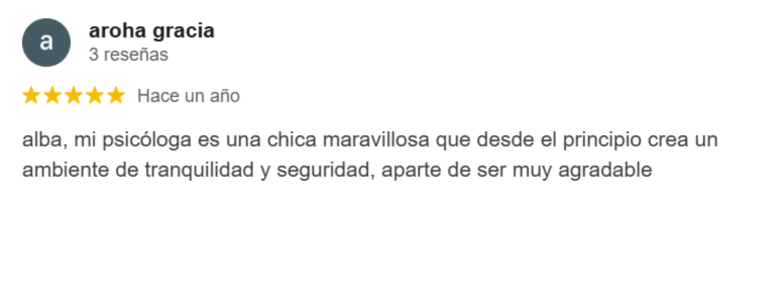 a
aroha gracia
3 reseñas
Hace un año
alba, mi psicóloga es una chica maravillosa que desde el principio crea un
ambiente de tranquilidad y seguridad, aparte de ser muy agradable